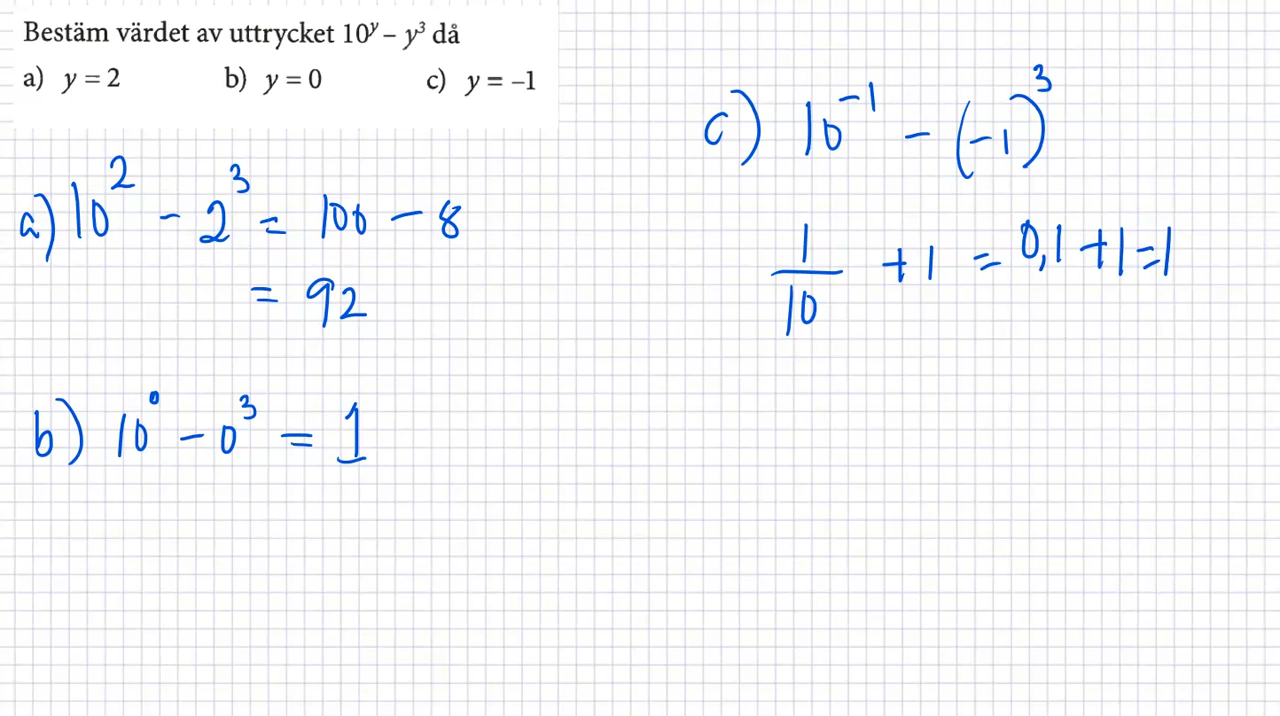 Bestäm värdet av uttrycket 10^y – y³ då
a) y = 2 b) y = 0 c) y = –1
a) 10² - 2³ = 100 - 8
= 92
b) 10⁰ - 0³ = 1
c) 10⁻¹ - (-1)³
1/10 + 1 = 0,1 + 1 = 1